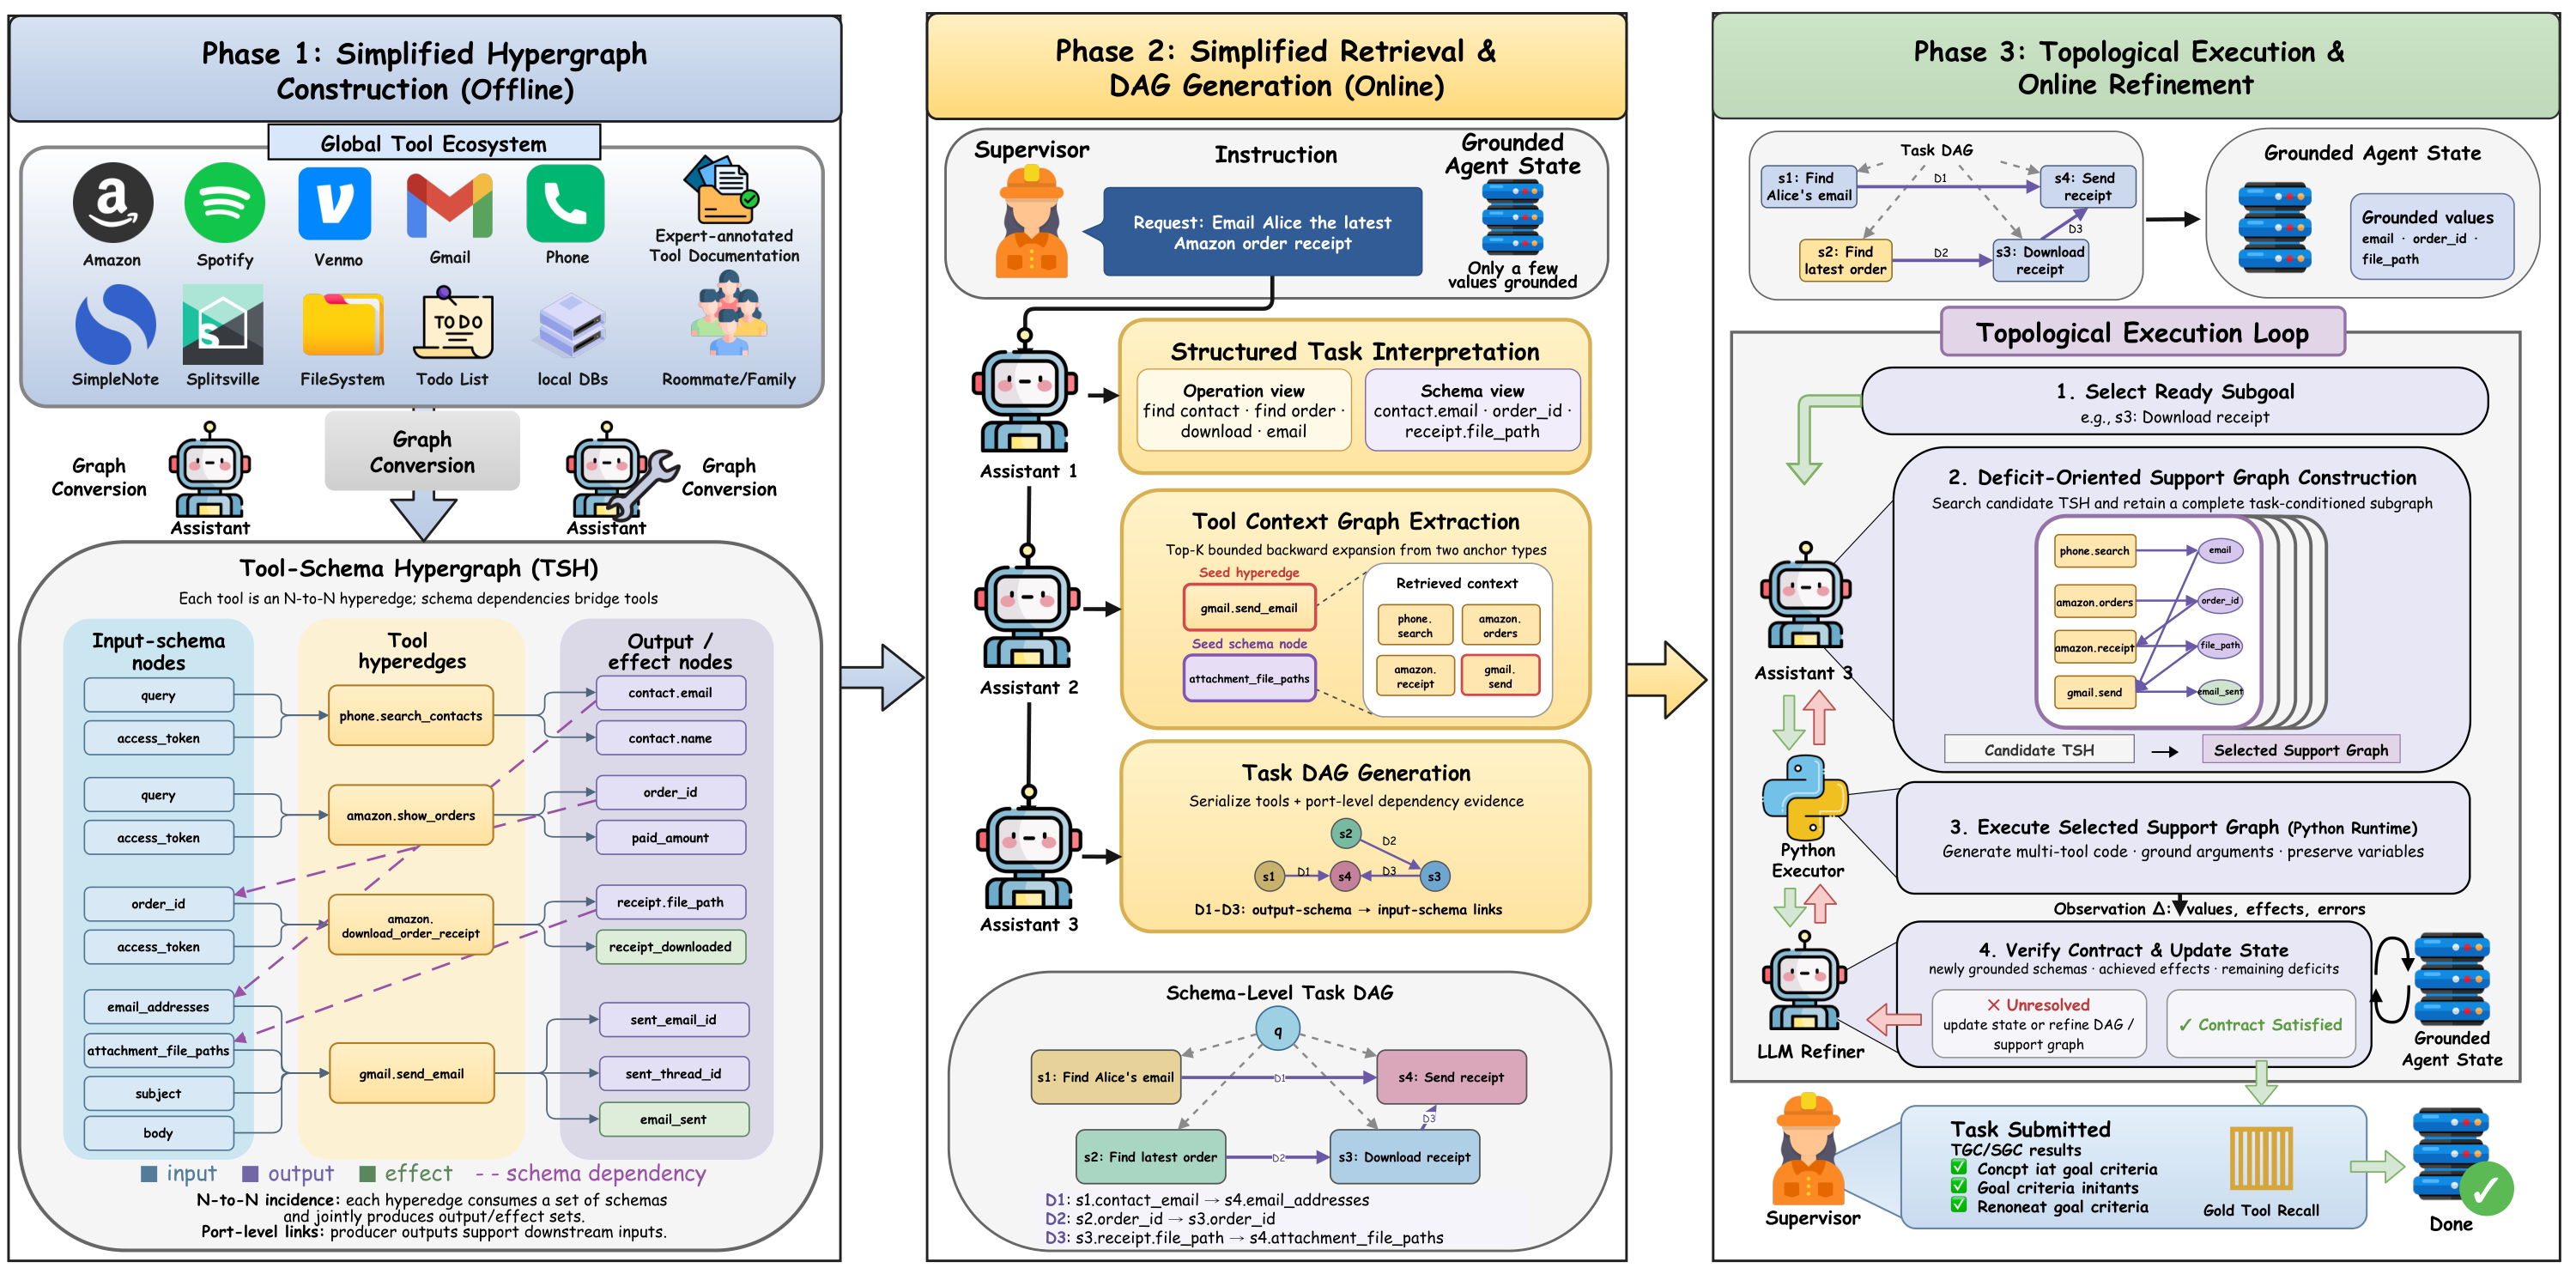 Phase 1: Simplified Hypergraph
Construction (Offline)
Global Tool Ecosystem
Amazon
Spotify
Venmo
Gmail
Phone
Expert-annotated
Tool Documentation
TO DO
SimpleNote
Splitsville
FileSystem
Todo List
local DBs
Roommate/Family
Graph
Conversion
Assistant
Graph
Conversion
Assistant
Graph
Conversion
Tool-Schema Hypergraph (TSH)
Each tool is an N-to-N hyperedge; schema dependencies bridge tools
Input-schema
nodes
Tool
hyperedges
Output /
effect nodes
query
access_token
phone.search_contacts
contact.email
contact.name
query
access_token
amazon.show_orders
order_id
paid_amount
order_id
access_token
amazon.
download_order_receipt
receipt.file_path
receipt_downloaded
email_addresses
attachment_file_paths
subject
body
gmail.send_email
sent_email_id
sent_thread_id
email_sent
input
output
effect
-- schema dependency
N-to-N incidence: each hyperedge consumes a set of schemas
and jointly produces output/effect sets.
Port-level links: producer outputs support downstream inputs.
Phase 2: Simplified Retrieval &
DAG Generation (Online)
Supervisor
Instruction
Grounded
Agent State
Request: Email Alice the latest
Amazon order receipt
Only a few
values grounded
Assistant 1
Structured Task Interpretation
Operation view
find contact · find order ·
download · email
Schema view
contact.email · order_id ·
receipt.file_path
Assistant 2
Tool Context Graph Extraction
Top-K bounded backward expansion from two anchor types
Seed hyperedge
gmail.send_email
Seed schema node
attachment_file_paths
Retrieved context
phone.
search
amazon.
orders
amazon.
receipt
gmail.
send
Assistant 3
Task DAG Generation
Serialize tools + port-level dependency evidence
s2
D2
s1
D1
s4
D3
s3
D1-D3: output-schema → input-schema links
Schema-Level Task DAG
q
s1: Find Alice's email
D1
s4: Send receipt
D3
s2: Find latest order
D2
s3: Download receipt
D1: s1.contact_email → s4.email_addresses
D2: s2.order_id → s3.order_id
D3: s3.receipt.file_path → s4.attachment_file_paths
Phase 3: Topological Execution &
Online Refinement
Task DAG
s1: Find
Alice's email
D1
s4: Send
receipt
D3
s2: Find
latest order
D2
s3: Download
receipt
Grounded Agent State
Grounded values
email · order_id ·
file_path
Topological Execution Loop
1. Select Ready Subgoal
e.g., s3: Download receipt
2. Deficit-Oriented Support Graph Construction
Search candidate TSH and retain a complete task-conditioned subgraph
phone.search
email
amazon.orders
order_id
amazon.receipt
file_path
gmail.send
email_sent
Candidate TSH
→
Selected Support Graph
Assistant 3
Python
Executor
3. Execute Selected Support Graph (Python Runtime)
Generate multi-tool code · ground arguments · preserve variables
Observation Δ: values, effects, errors
LLM Refiner
4. Verify Contract & Update State
newly grounded schemas · achieved effects · remaining deficits
✕ Unresolved
update state or refine DAG /
support graph
✓ Contract Satisfied
Grounded
Agent State
Supervisor
Task Submitted
TGC/SGC results
✅ Concpt iat goal criteria
✅ Goal criteria initants
✅ Renoneat goal criteria
Gold Tool Recall
Done